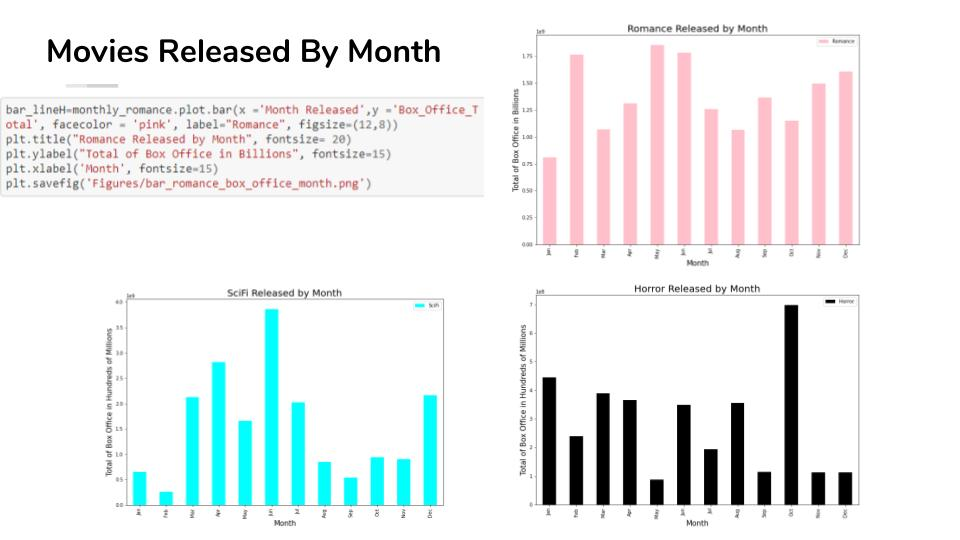 Movies Released By Month
bar_lineH=monthly_romance.plot.bar(x ='Month Released',y ='Box_Office_T
otal', facecolor = 'pink', label="Romance", figsize=(12,8))
plt.title("Romance Released by Month", fontsize= 20)
plt.ylabel("Total of Box Office in Billions", fontsize=15)
plt.xlabel('Month', fontsize=15)
plt.savefig('Figures/bar_romance_box_office_month.png')
Romance Released by Month
1e9
Romance
Total of Box Office in Billions
1.75
1.50
1.25
1.00
0.75
0.50
0.25
0.00
Jan Feb Mar Apr May Jun Jul Aug Sep Oct Nov Dec
Month
SciFi Released by Month
1e9
SciFi
Total of Box Office in Hundreds of Millions
4.0
3.5
3.0
2.5
2.0
1.5
1.0
0.5
0.0
Jan Feb Mar Apr May Jun Jul Aug Sep Oct Nov Dec
Month
Horror Released by Month
1e8
Horror
Total of Box Office in Hundreds of Millions
7
6
5
4
3
2
1
0
Jan Feb Mar Apr May Jun Jul Aug Sep Oct Nov Dec
Month